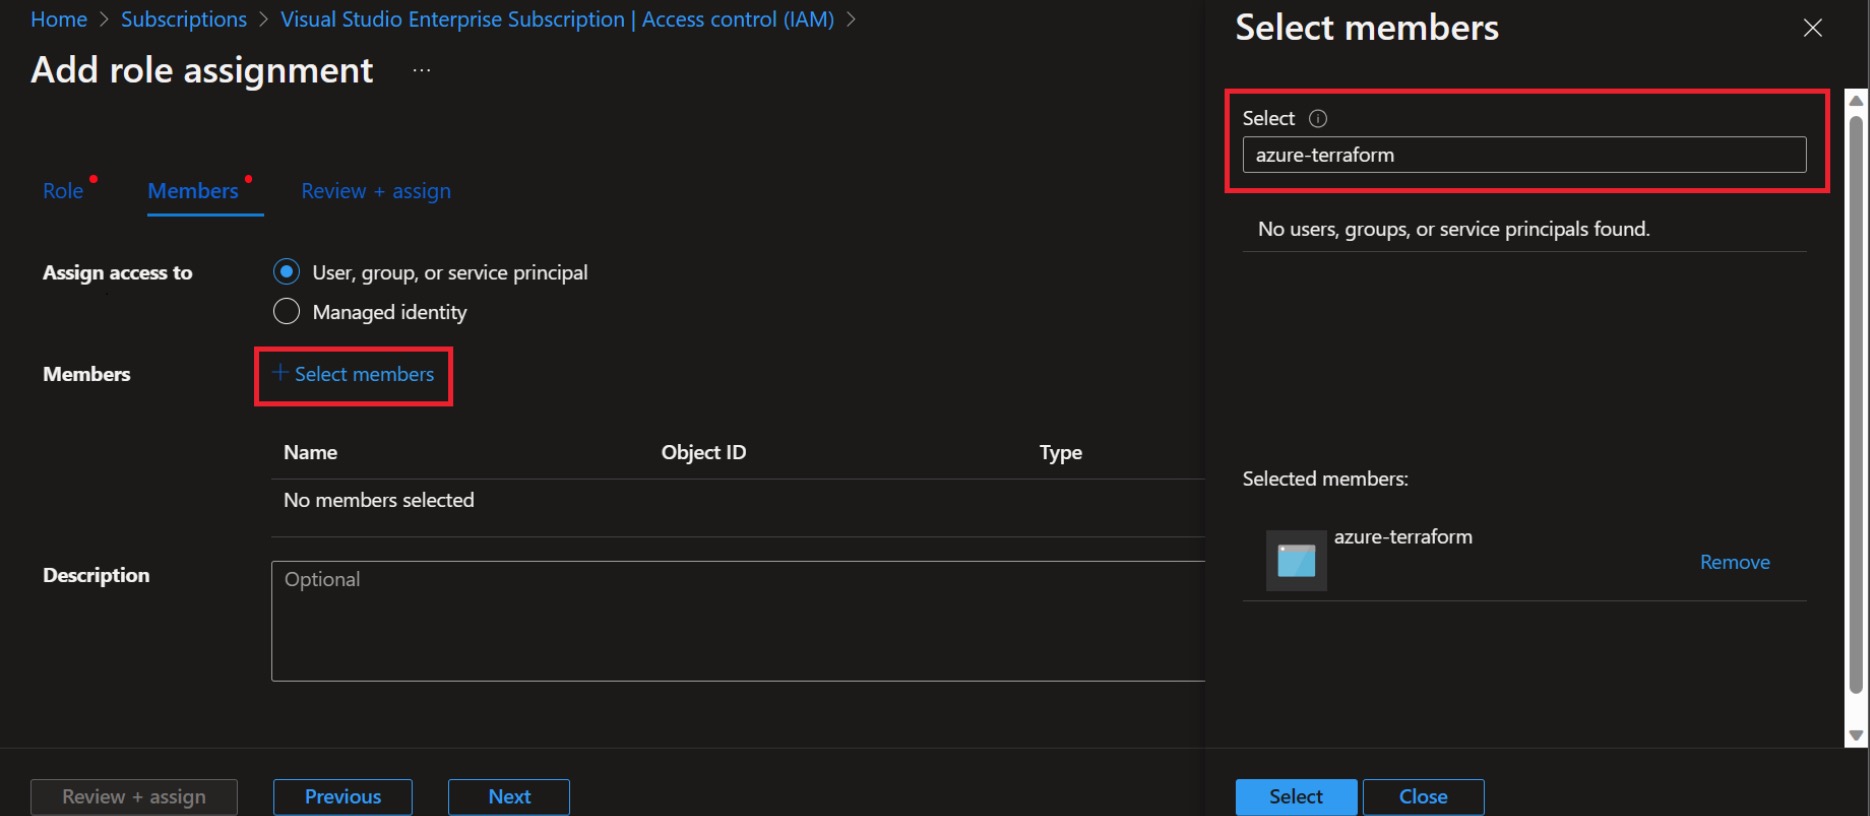 Home > Subscriptions > Visual Studio Enterprise Subscription | Access control (IAM) >
Add role assignment ...
Role Members Review + assign
Assign access to
User, group, or service principal
Managed identity
Members
+ Select members
Name Object ID Type
No members selected
Description
Optional
Review + assign Previous Next
Select members
Select
azure-terraform
No users, groups, or service principals found.
Selected members:
azure-terraform
Remove
Select Close